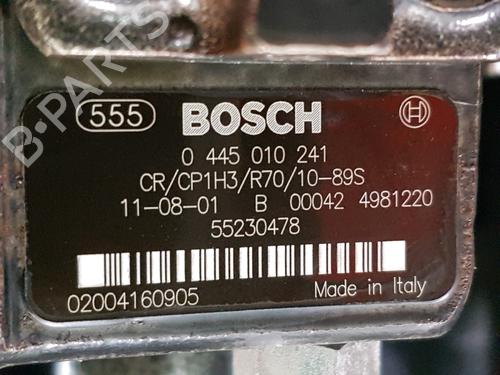 555 BOSCH
0 445 010 241
CR/CP1H3/R70/10-89S
11-08-01 B 00042 4981220
55230478
02004160905 Made in Italy
B-PARTS